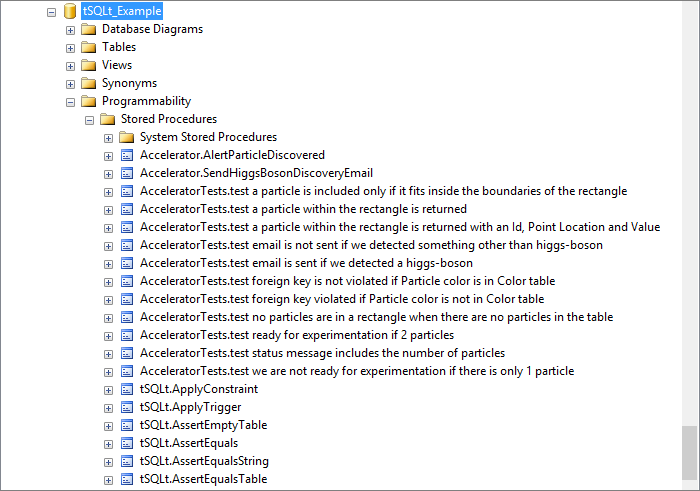 tSQLt_Example
Database Diagrams
Tables
Views
Synonyms
Programmability
Stored Procedures
System Stored Procedures
Accelerator.AlertParticleDiscovered
Accelerator.SendHiggsBosonDiscoveryEmail
AcceleratorTests.test a particle is included only if it fits inside the boundaries of the rectangle
AcceleratorTests.test a particle within the rectangle is returned
AcceleratorTests.test a particle within the rectangle is returned with an Id, Point Location and Value
AcceleratorTests.test email is not sent if we detected something other than higgs-boson
AcceleratorTests.test email is sent if we detected a higgs-boson
AcceleratorTests.test foreign key is not violated if Particle color is in Color table
AcceleratorTests.test foreign key violated if Particle color is not in Color table
AcceleratorTests.test no particles are in a rectangle when there are no particles in the table
AcceleratorTests.test ready for experimentation if 2 particles
AcceleratorTests.test status message includes the number of particles
AcceleratorTests.test we are not ready for experimentation if there is only 1 particle
tSQLt.ApplyConstraint
tSQLt.ApplyTrigger
tSQLt.AssertEmptyTable
tSQLt.AssertEquals
tSQLt.AssertEqualsString
tSQLt.AssertEqualsTable